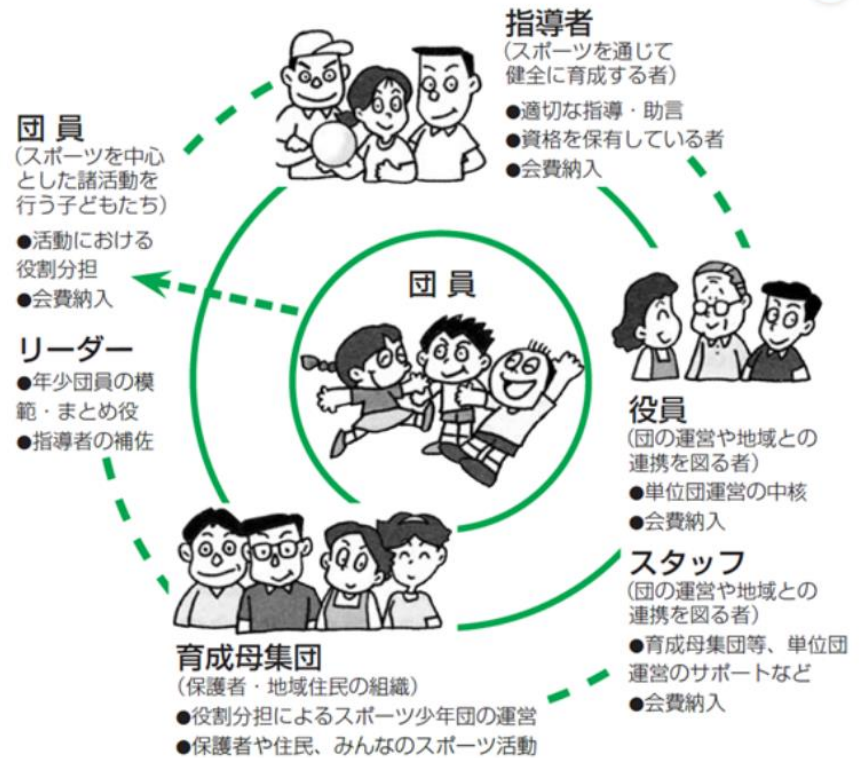 指導者
(スポーツを通じて
健全に育成する者)
●適切な指導・助言
●資格を保有している者
●会費納入
団 員
(スポーツを中心
とした諸活動を
行う子どもたち)
●活動における
役割分担
●会費納入
リーダー
●年少団員の模
範・まとめ役
●指導者の補佐
団 員
役員
(団の運営や地域との
連携を図る者)
●単位団運営の中核
●会費納入
スタッフ
(団の運営や地域との
連携を図る者)
●育成母集団等、単位団
運営のサポートなど
●会費納入
育成母集団
(保護者・地域住民の組織)
●役割分担によるスポーツ少年団の運営
●保護者や住民、みんなのスポーツ活動